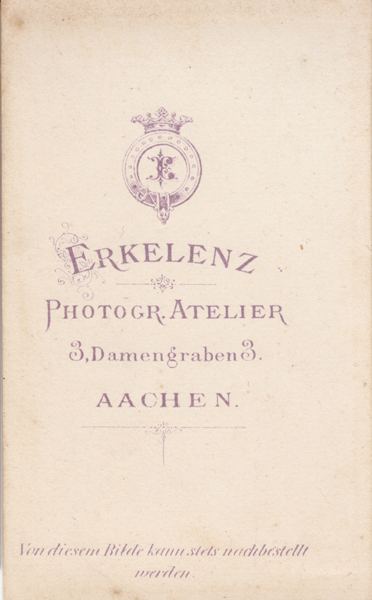 E
ERKELENZ
PHOTOGR. ATELIER
3, Damengraben 3.
AACHEN.
Von diesem Bilde kann stets nachbestellt
werden.